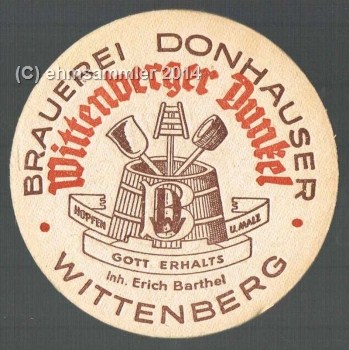 (C) ehmsammler 2014
BRAUEREI DONHAUSER
Wittenberger Dunkel
B
HOPFEN U. MALZ
GOTT ERHALTS
Inh. Erich Barthel
• WITTENBERG •